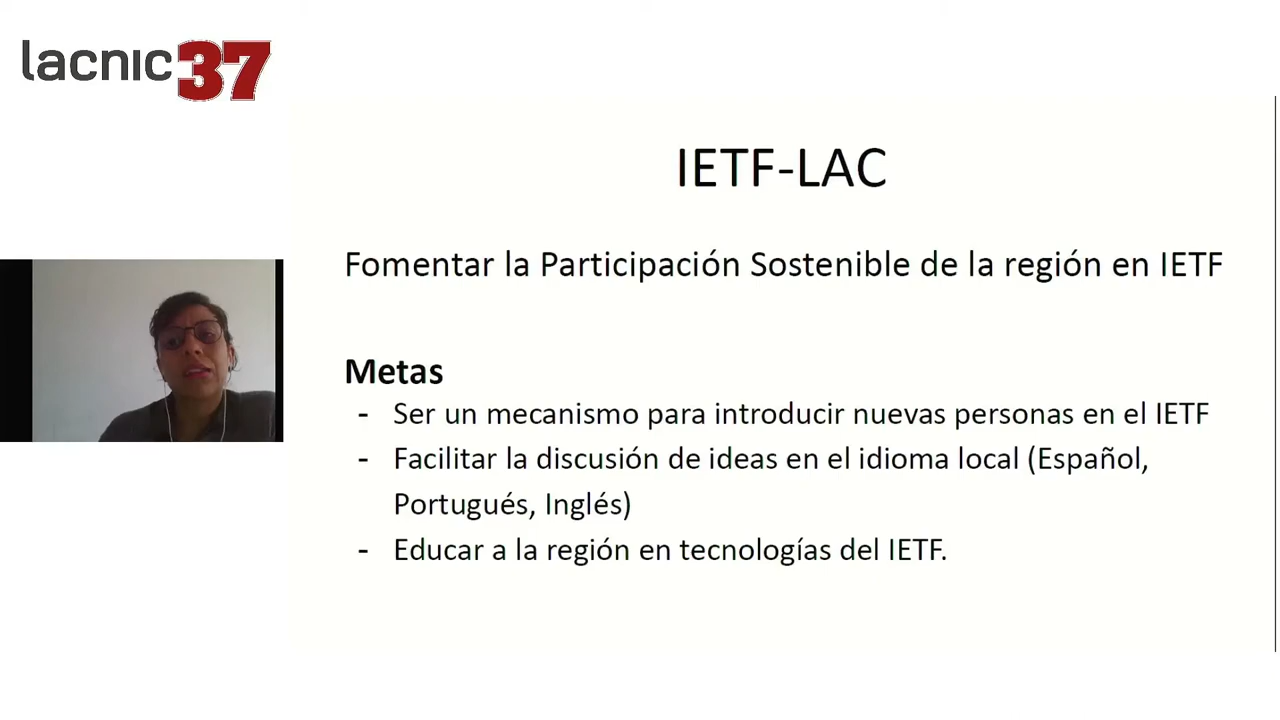 lacnic 37
IETF-LAC
Fomentar la Participación Sostenible de la región en IETF
Metas
- Ser un mecanismo para introducir nuevas personas en el IETF
- Facilitar la discusión de ideas en el idioma local (Español,
Portugués, Inglés)
- Educar a la región en tecnologías del IETF.